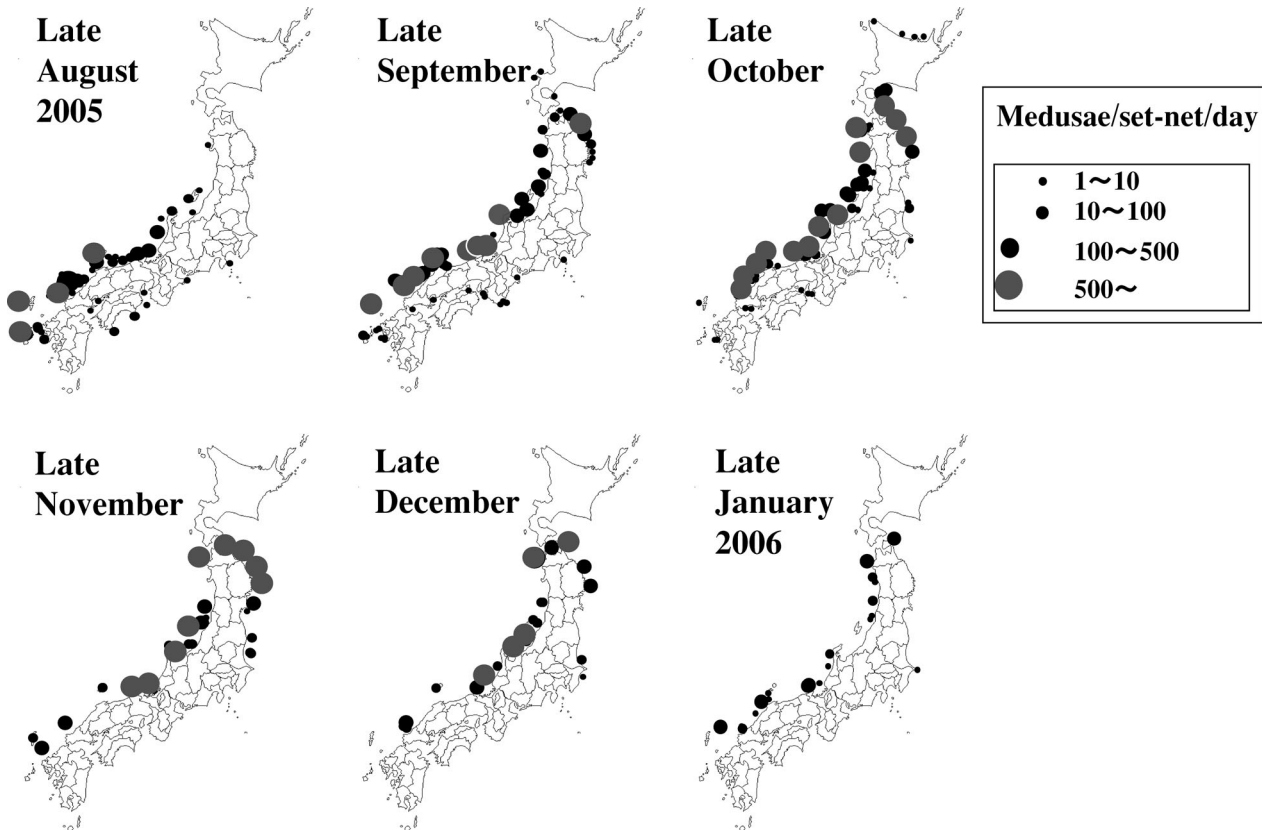 Late
August
2005
Late
September
Late
October
Medusae/set-net/day
1〜10
10〜100
100〜500
500〜
Late
November
Late
December
Late
January
2006